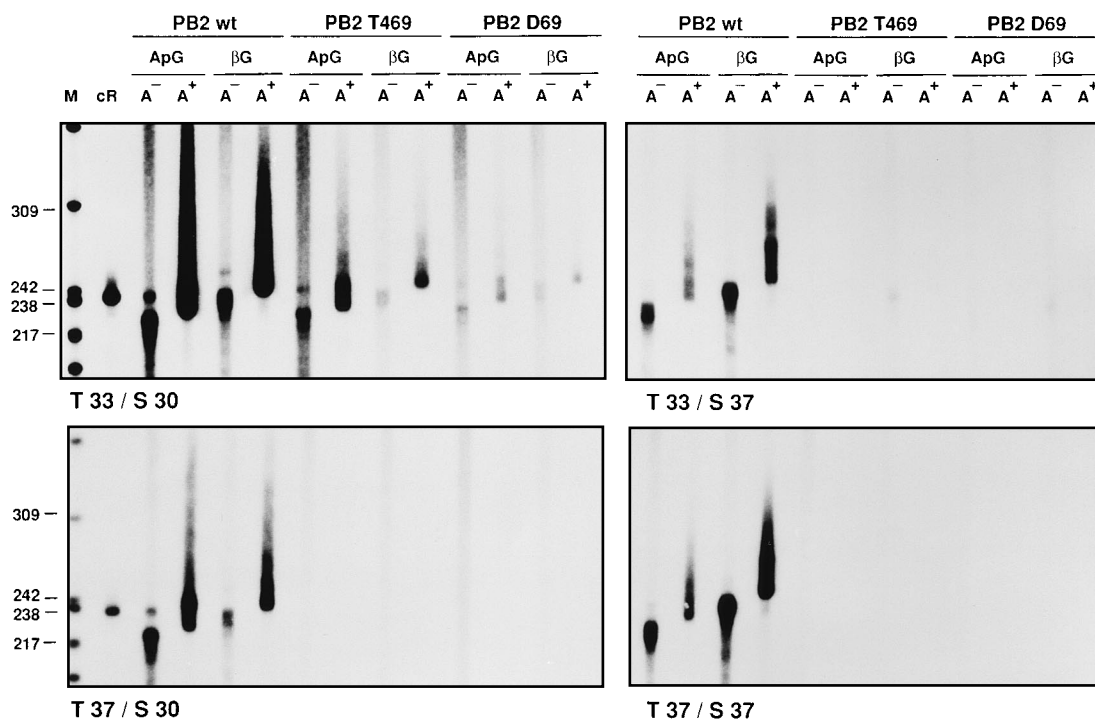 PB2 wt PB2 T469 PB2 D69 PB2 wt PB2 T469 PB2 D69
ApG βG ApG βG ApG βG ApG βG ApG βG ApG βG
M cR A⁻ A⁺ A⁻ A⁺ A⁻ A⁺ A⁻ A⁺ A⁻ A⁺ A⁻ A⁺ A⁻ A⁺ A⁻ A⁺ A⁻ A⁺ A⁻ A⁺ A⁻ A⁺ A⁻ A⁺
309
242
238
217
T 33 / S 30 T 33 / S 37
309
242
238
217
T 37 / S 30 T 37 / S 37